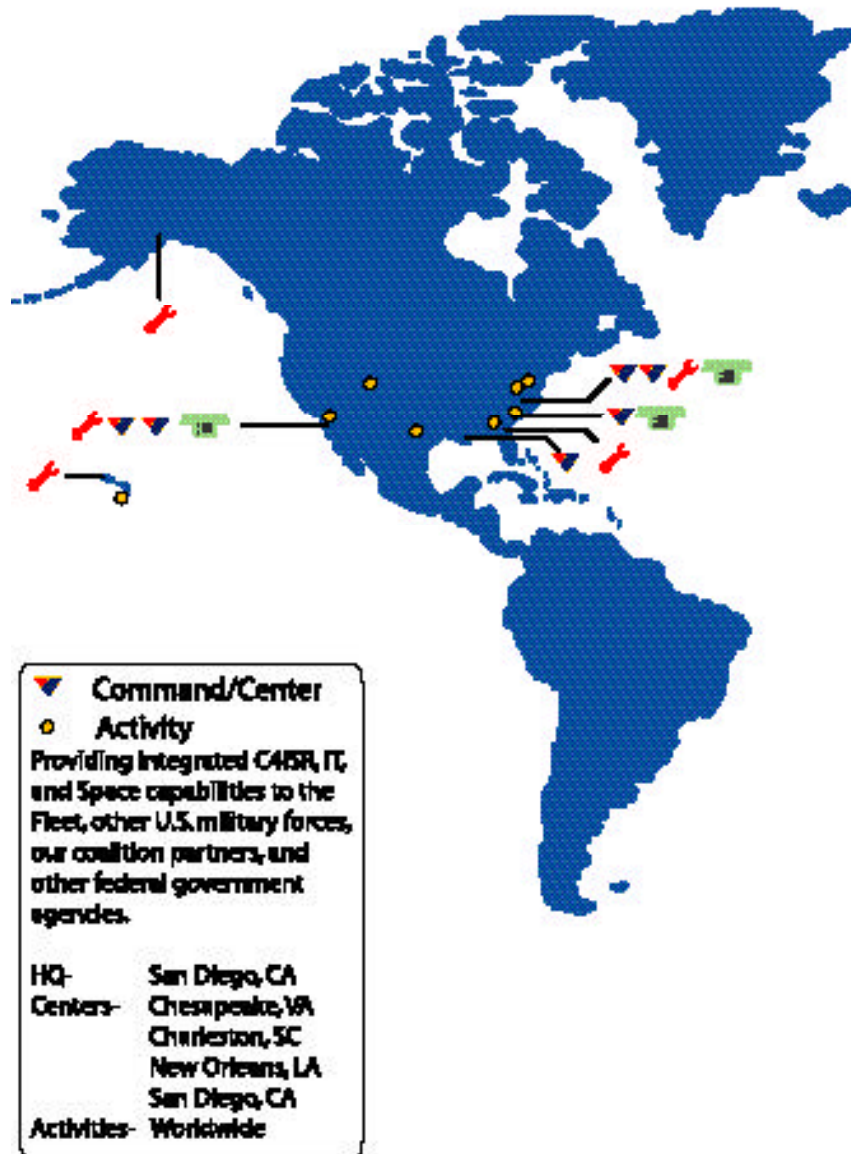 Command/Center
Activity
Providing Integrated C4ISR, IT,
and Space capabilities to the
Fleet, other U.S. military forces,
our coalition partners, and
other federal government
agencies.
HQ- San Diego, CA
Centers- Chesapeake, VA
Charleston, SC
New Orleans, LA
San Diego, CA
Activities- Worldwide